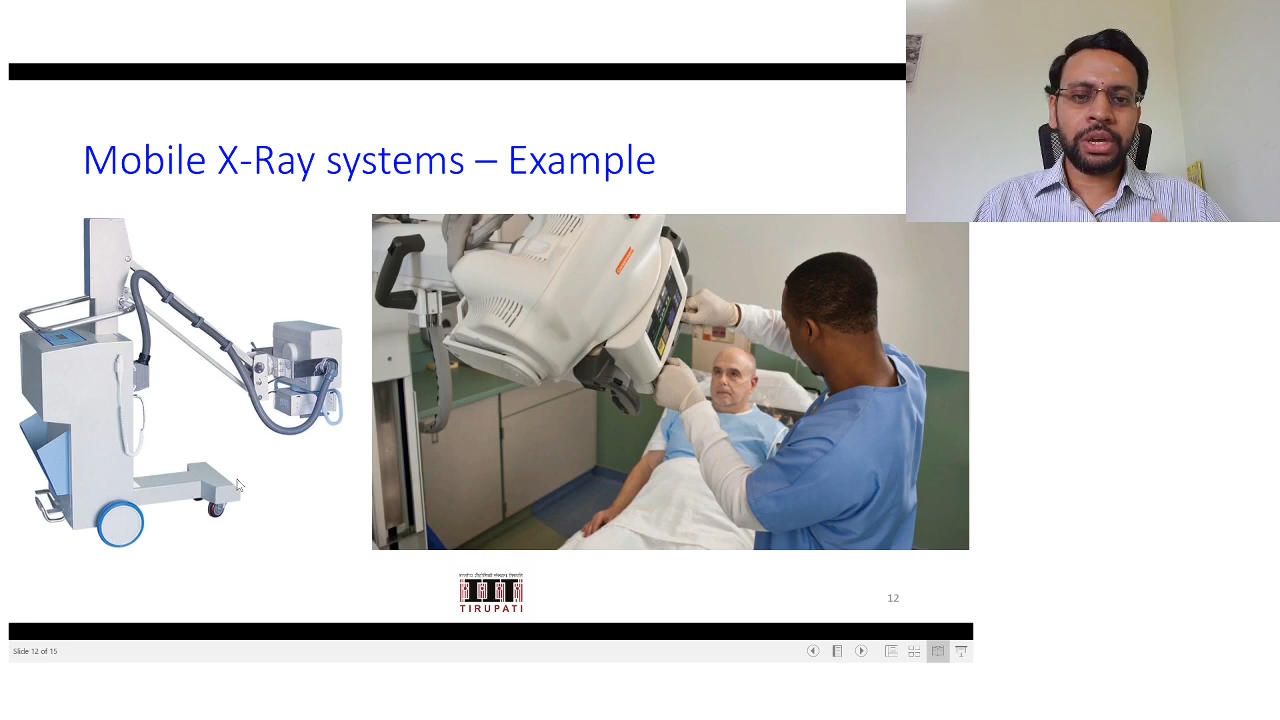 Mobile X-Ray systems – Example
TIRUPATI
12
Slide 12 of 15